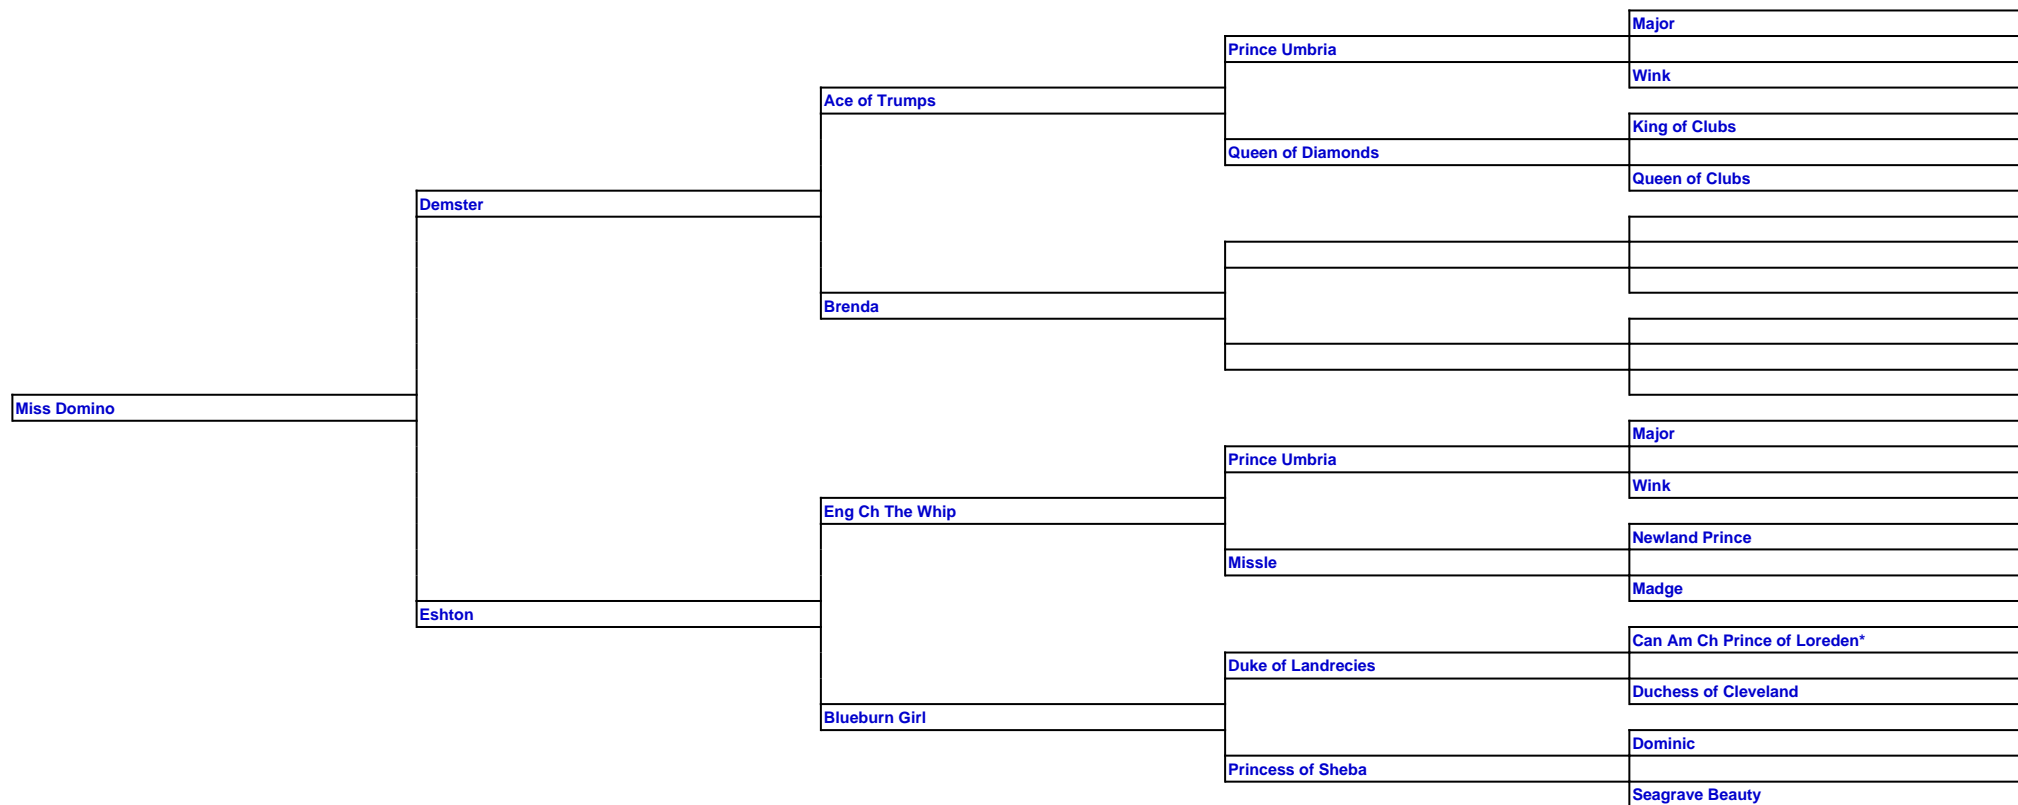 Major
Prince Umbria
Wink
Ace of Trumps
King of Clubs
Queen of Diamonds
Queen of Clubs
Demster
Brenda
Miss Domino
Major
Prince Umbria
Wink
Eng Ch The Whip
Newland Prince
Missle
Madge
Eshton
Can Am Ch Prince of Loreden*
Duke of Landrecies
Duchess of Cleveland
Blueburn Girl
Dominic
Princess of Sheba
Seagrave Beauty